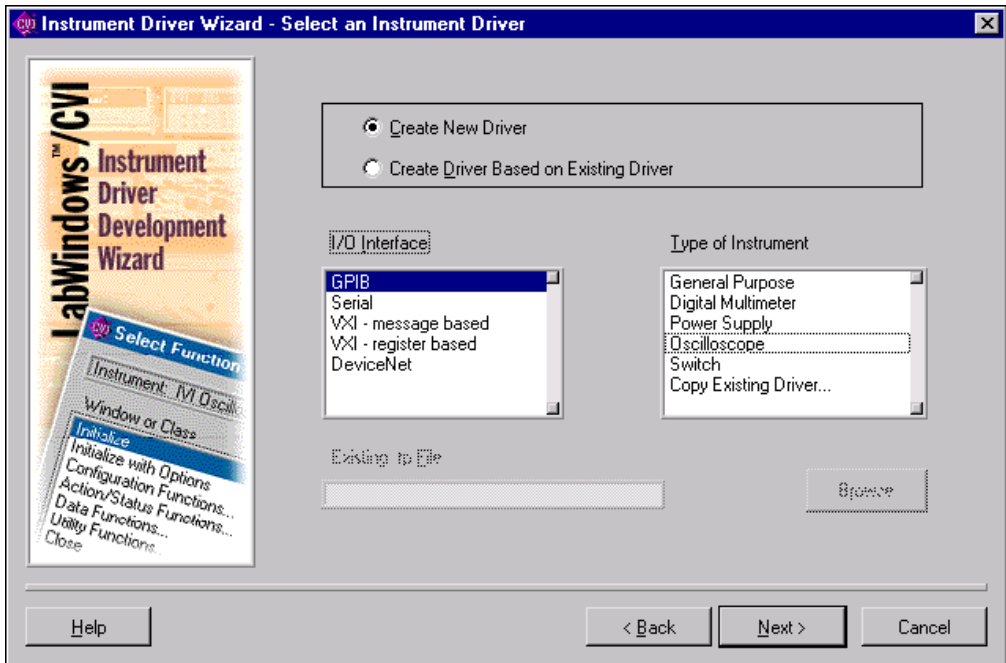 CVI Instrument Driver Wizard - Select an Instrument Driver
LabWindows™/CVI
Instrument
Driver
Development
Wizard
CVI Select Function
Instrument: IVI Oscillo
Window or Class
Initialize
Initialize with Options
Configuration Functions...
Action/Status Functions...
Data Functions...
Utility Functions...
Close
Create New Driver
Create Driver Based on Existing Driver
I/O Interface
GPIB
Serial
VXI - message based
VXI - register based
DeviceNet
Type of Instrument
General Purpose
Digital Multimeter
Power Supply
Oscilloscope
Switch
Copy Existing Driver...
Existing .fp File
Browse
Help
< Back
Next >
Cancel